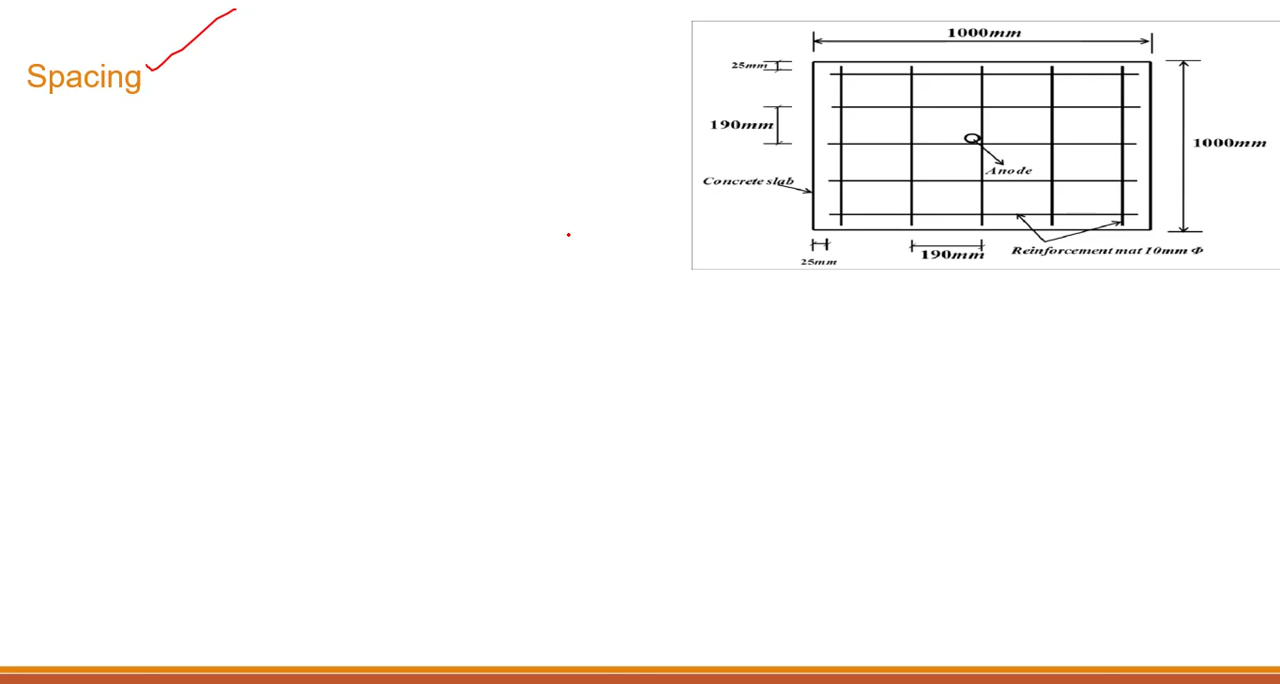 Spacing
1000mm
25mm
190mm
1000mm
Anode
Concrete slab
190mm
Reinforcement mat 10mm Φ
25mm